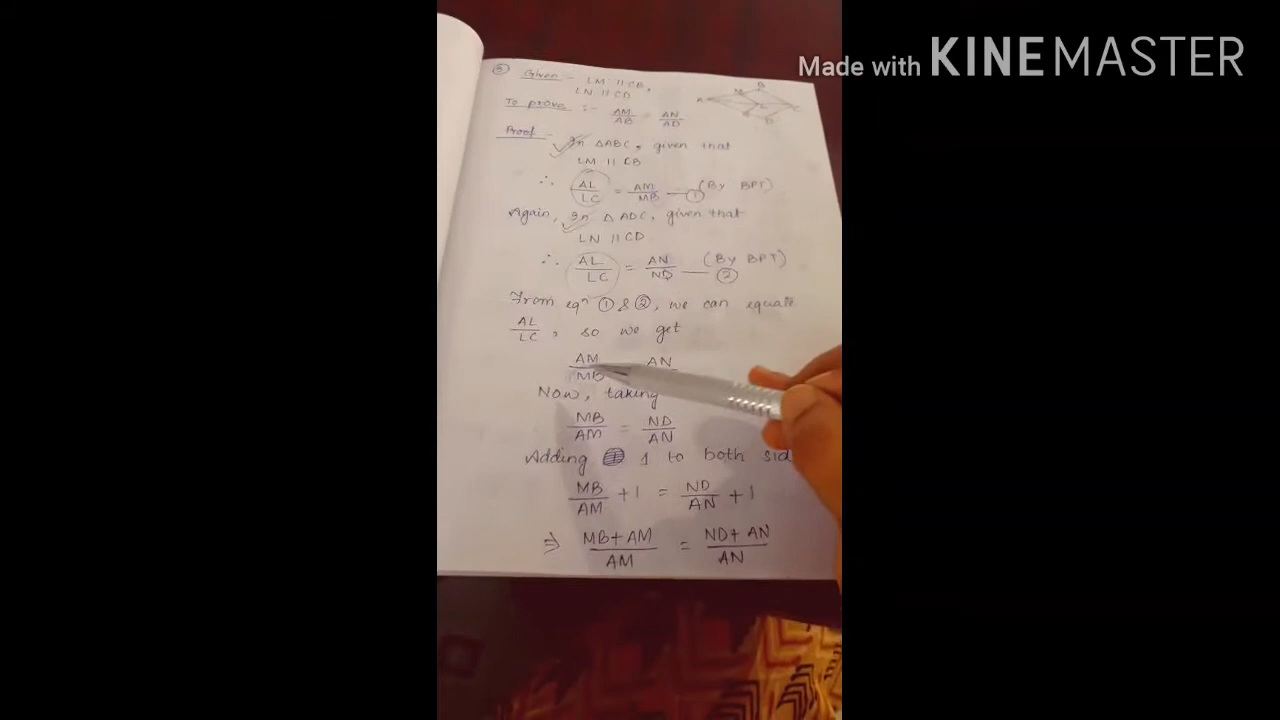 Made with KINEMASTER
③ Given :- LM || CB,
LN || CD
To prove :- AM/AB = AN/AD
Proof - In △ABC, given that
LM || CB
∴ AL/LC = AM/MB — ① (By BPT)
Again, In △ ADC, given that
LN || CD
∴ AL/LC = AN/ND — ② (By BPT)
From eqn ① & ②, we can equate
AL/LC, so we get
AM/MB AN
Now, taking
MB/AM = ND/AN
Adding 1 to both sid
MB/AM + 1 = ND/AN + 1
⇒ MB+AM/AM = ND+AN/AN
A M B L C N D